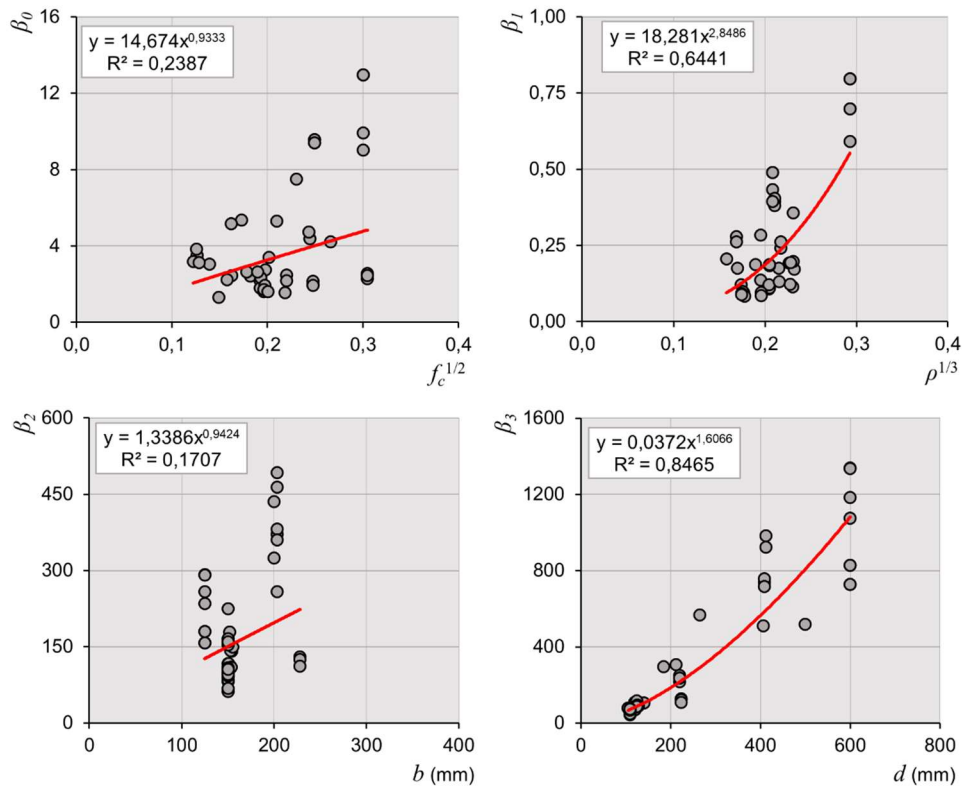 β₀
16
12
8
4
0
y = 14,674x^0,9333
R² = 0,2387
0,0
0,1
0,2
0,3
0,4
f_c^1/2
β₁
1,00
0,75
0,50
0,25
0,00
y = 18,281x^2,8486
R² = 0,6441
0,0
0,1
0,2
0,3
0,4
ρ^1/3
β₂
600
450
300
150
0
y = 1,3386x^0,9424
R² = 0,1707
0
100
200
300
400
b (mm)
β₃
1600
1200
800
400
0
y = 0,0372x^1,6066
R² = 0,8465
0
200
400
600
800
d (mm)